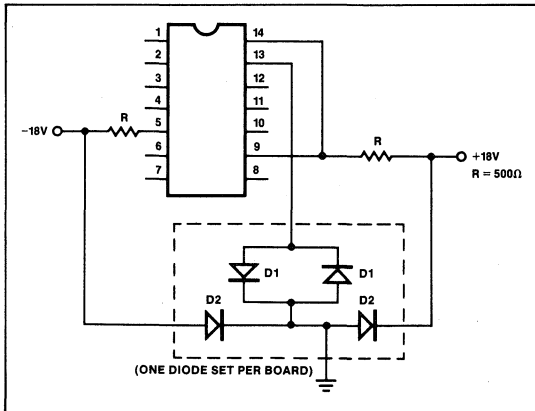 1 14
2 13
3 12
4 11
5 10
6 9
7 8
−18V
R
R
+18V
R = 500Ω
D1
D1
D2
D2
(ONE DIODE SET PER BOARD)